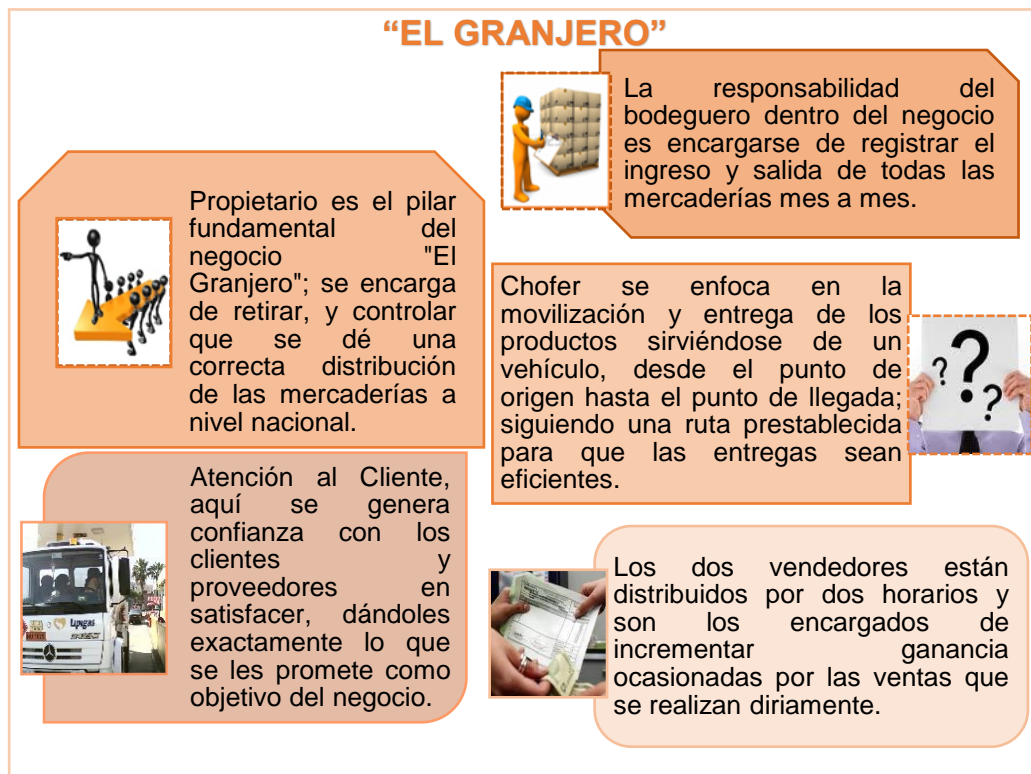 “EL GRANJERO”
La responsabilidad del
bodeguero dentro del negocio
es encargarse de registrar el
ingreso y salida de todas las
mercaderías mes a mes.
Propietario es el pilar
fundamental del
negocio "El
Granjero"; se encarga
de retirar, y controlar
que se dé una
correcta distribución
de las mercaderías a
nivel nacional.
Chofer se enfoca en la
movilización y entrega de los
productos sirviéndose de un
vehículo, desde el punto de
origen hasta el punto de llegada;
siguiendo una ruta prestablecida
para que las entregas sean
eficientes.
? ? ?
Atención al Cliente,
aquí se genera
confianza con los
clientes y
proveedores en
satisfacer, dándoles
exactamente lo que
se les promete como
objetivo del negocio.
Lipigas
Los dos vendedores están
distribuidos por dos horarios y
son los encargados de
incrementar ganancia
ocasionadas por las ventas que
se realizan diriamente.